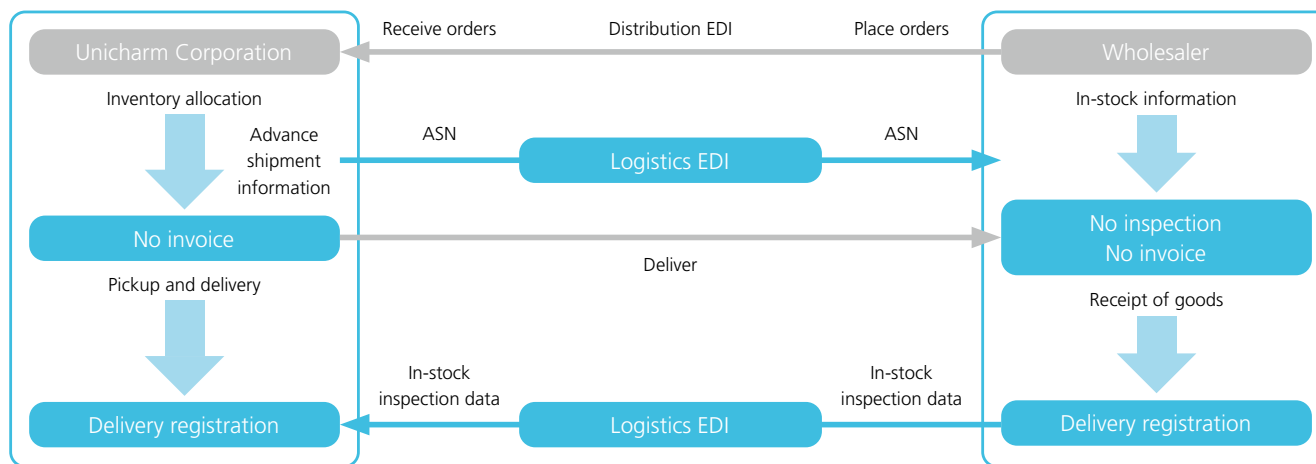 Receive orders
Distribution EDI
Place orders
Unicharm Corporation
Wholesaler
Inventory allocation
In-stock information
Advance
shipment
information
ASN
Logistics EDI
ASN
No invoice
No inspection
No invoice
Deliver
Pickup and delivery
Receipt of goods
In-stock
inspection data
In-stock
inspection data
Delivery registration
Logistics EDI
Delivery registration